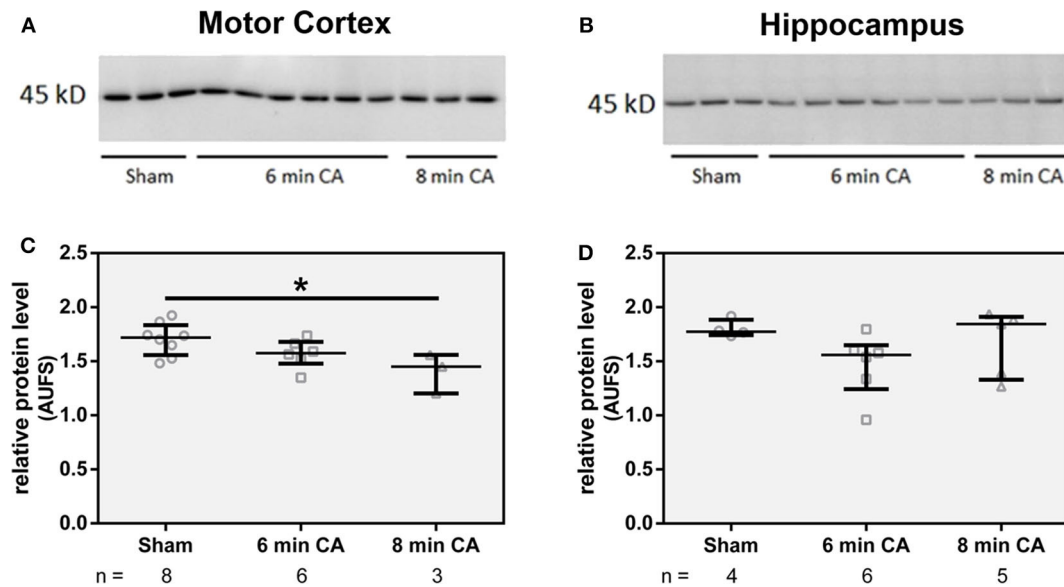 A Motor Cortex
45 kD
Sham 6 min CA 8 min CA
B Hippocampus
45 kD
Sham 6 min CA 8 min CA
C
relative protein level
(AUFS)
2.5
2.0
1.5
1.0
0.5
0.0
*
Sham 6 min CA 8 min CA
n = 8 6 3
D
relative protein level
(AUFS)
2.5
2.0
1.5
1.0
0.5
0.0
Sham 6 min CA 8 min CA
n = 4 6 5